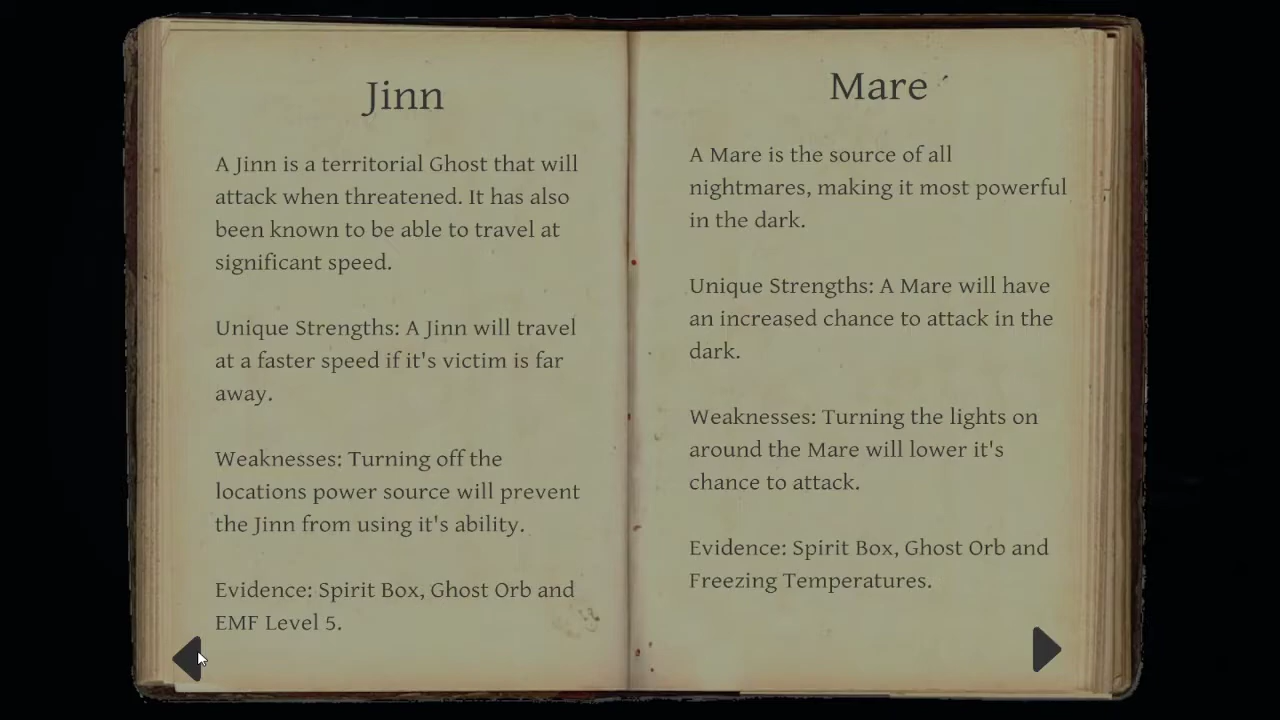 Jinn
A Jinn is a territorial Ghost that will
attack when threatened. It has also
been known to be able to travel at
significant speed.
Unique Strengths: A Jinn will travel
at a faster speed if it's victim is far
away.
Weaknesses: Turning off the
locations power source will prevent
the Jinn from using it's ability.
Evidence: Spirit Box, Ghost Orb and
EMF Level 5.
Mare
A Mare is the source of all
nightmares, making it most powerful
in the dark.
Unique Strengths: A Mare will have
an increased chance to attack in the
dark.
Weaknesses: Turning the lights on
around the Mare will lower it's
chance to attack.
Evidence: Spirit Box, Ghost Orb and
Freezing Temperatures.